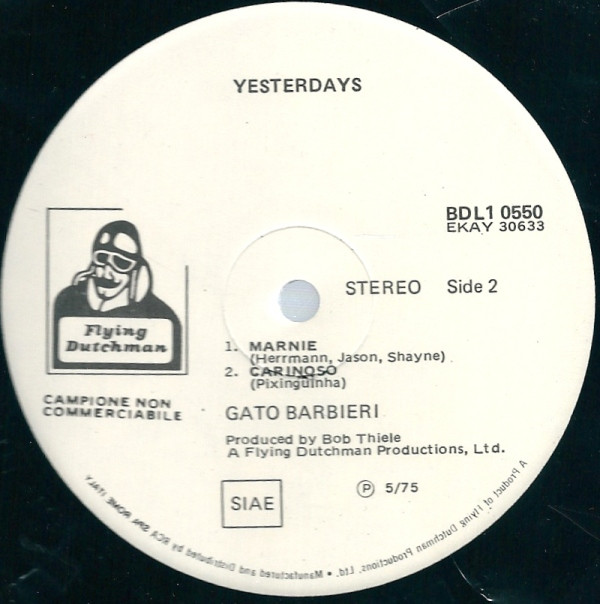 YESTERDAYS
BDL1 0550
EKAY 30633
STEREO Side 2
Flying
Dutchman
1. MARNIE
(Herrmann, Jason, Shayne)
2. CARINOSO
(Pixinguinha)
CAMPIONE NON
COMMERCIABILE
GATO BARBIERI
Produced by Bob Thiele
A Flying Dutchman Productions, Ltd.
SIAE
Ⓟ 5/75
A Product of Flying Dutchman Productions, Ltd. • Manufactured and Distributed by RCA SpA ROME ITALY